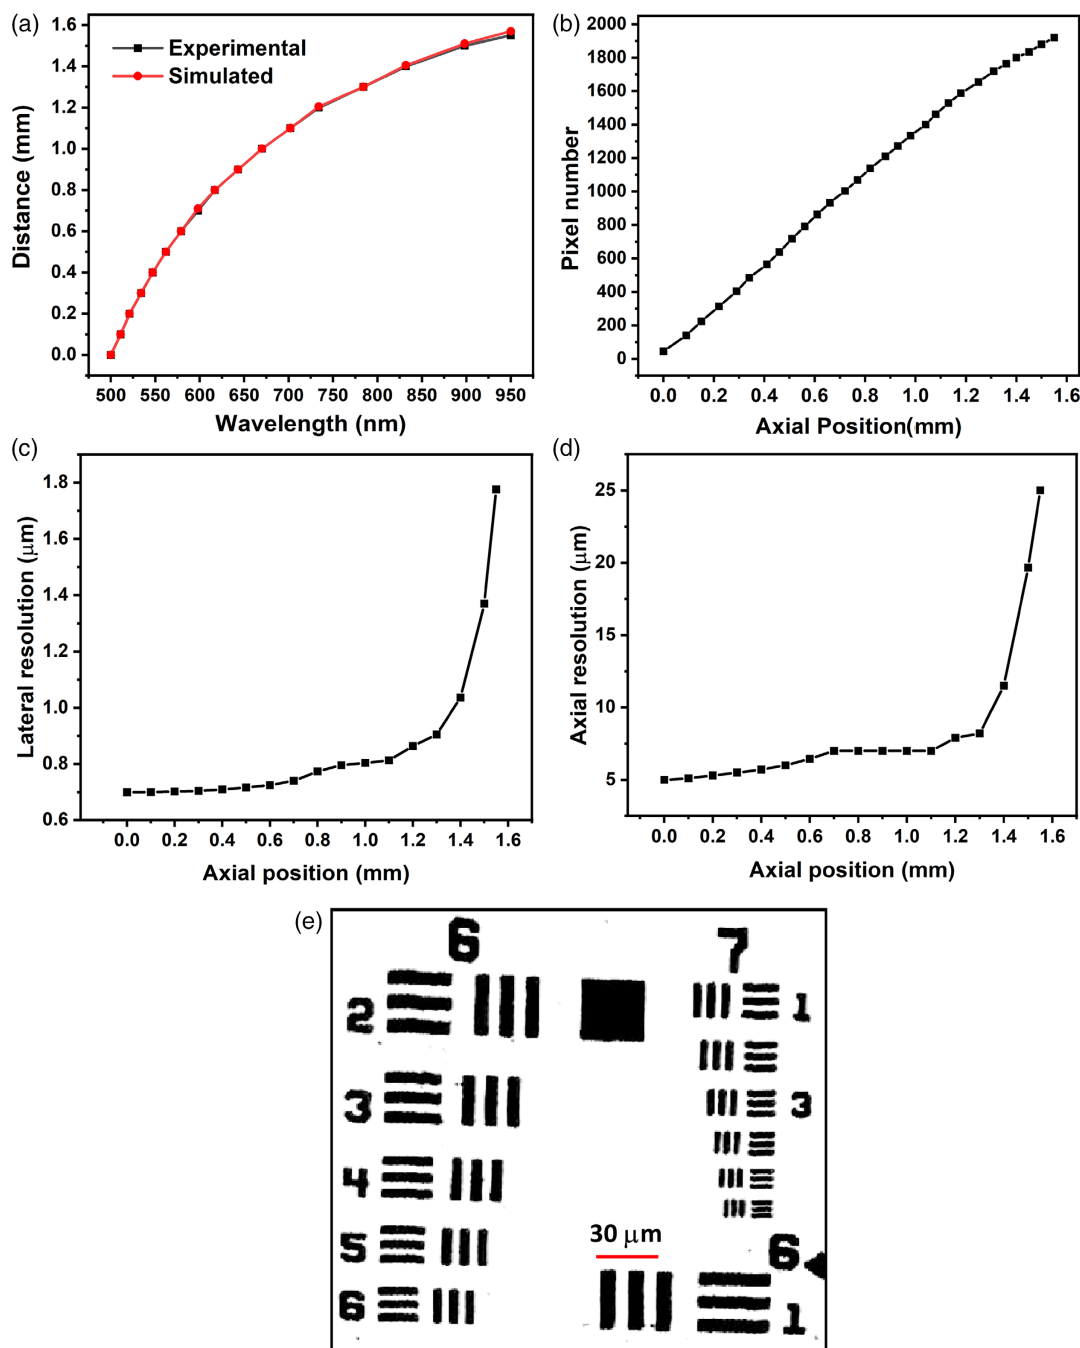 (a)
1.6
1.4
1.2
1.0
0.8
0.6
0.4
0.2
0.0
Distance (mm)
Experimental
Simulated
500 550 600 650 700 750 800 850 900 950
Wavelength (nm)
(b)
2000
1800
1600
1400
1200
1000
800
600
400
200
0
Pixel number
0.0 0.2 0.4 0.6 0.8 1.0 1.2 1.4 1.6
Axial Position(mm)
(c)
1.8
1.6
1.4
1.2
1.0
0.8
0.6
Lateral resolution (μm)
0.0 0.2 0.4 0.6 0.8 1.0 1.2 1.4 1.6
Axial position (mm)
(d)
25
20
15
10
5
Axial resolution (μm)
0.0 0.2 0.4 0.6 0.8 1.0 1.2 1.4 1.6
Axial position (mm)
(e)
6 7
2 1
3 3
4
5
6
30 μm
6
1